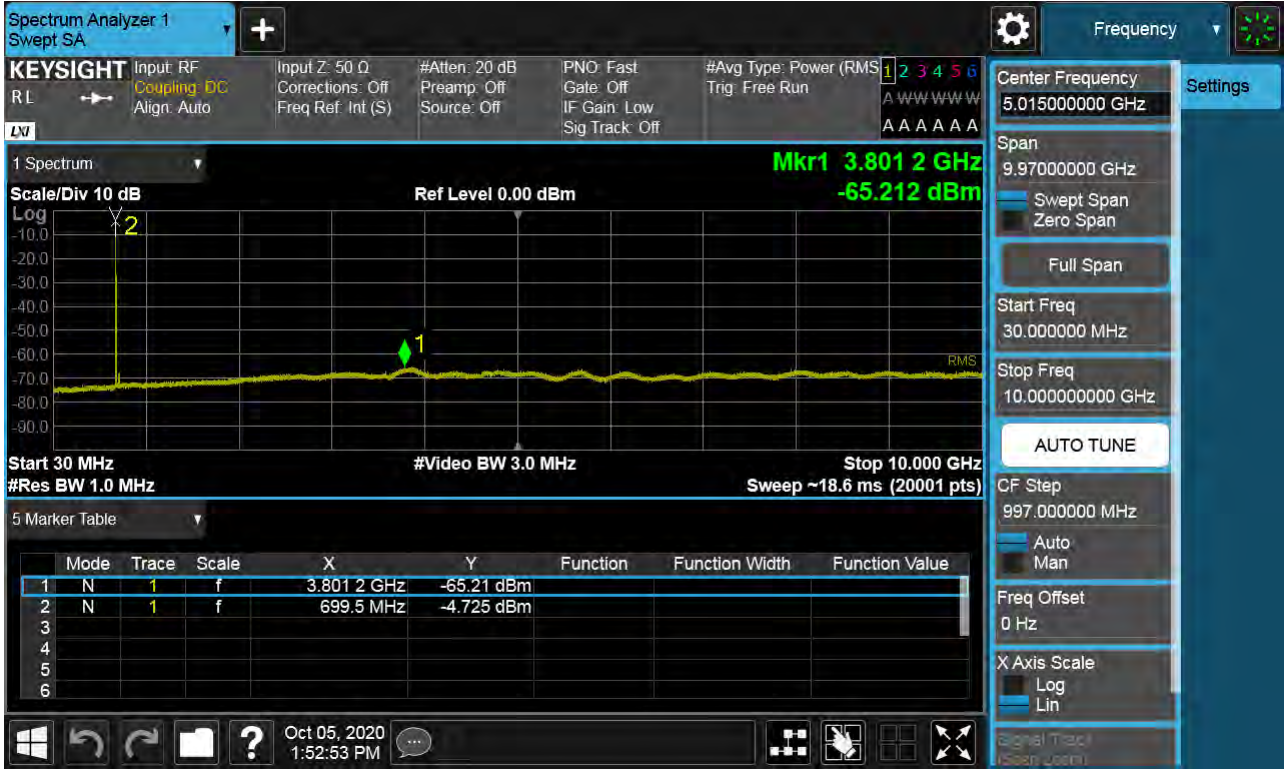 Spectrum Analyzer 1
Swept SA
+
Frequency
KEYSIGHT
RL
LXI
Input: RF
Coupling: DC
Align: Auto
Input Z: 50 Ω
Corrections: Off
Freq Ref: Int (S)
#Atten: 20 dB
Preamp: Off
Source: Off
PNO: Fast
Gate: Off
IF Gain: Low
Sig Track: Off
#Avg Type: Power (RMS
Trig: Free Run
1 2 3 4 5 6
A W W W W W
A A A A A A
1 Spectrum
Mkr1 3.801 2 GHz
-65.212 dBm
Scale/Div 10 dB
Ref Level 0.00 dBm
Log
-10.0
-20.0
-30.0
-40.0
-50.0
-60.0
-70.0
-80.0
-90.0
2
1
RMS
Start 30 MHz
#Video BW 3.0 MHz
Stop 10.000 GHz
#Res BW 1.0 MHz
Sweep ~18.6 ms (20001 pts)
5 Marker Table
Mode Trace Scale X Y Function Function Width Function Value
1 N 1 f 3.801 2 GHz -65.21 dBm
2 N 1 f 699.5 MHz -4.725 dBm
3
4
5
6
Oct 05, 2020
1:52:53 PM
?
Center Frequency
5.015000000 GHz
Settings
Span
9.97000000 GHz
Swept Span
Zero Span
Full Span
Start Freq
30.000000 MHz
Stop Freq
10.000000000 GHz
AUTO TUNE
CF Step
997.000000 MHz
Auto
Man
Freq Offset
0 Hz
X Axis Scale
Log
Lin
Signal Track
(Span Zoom)